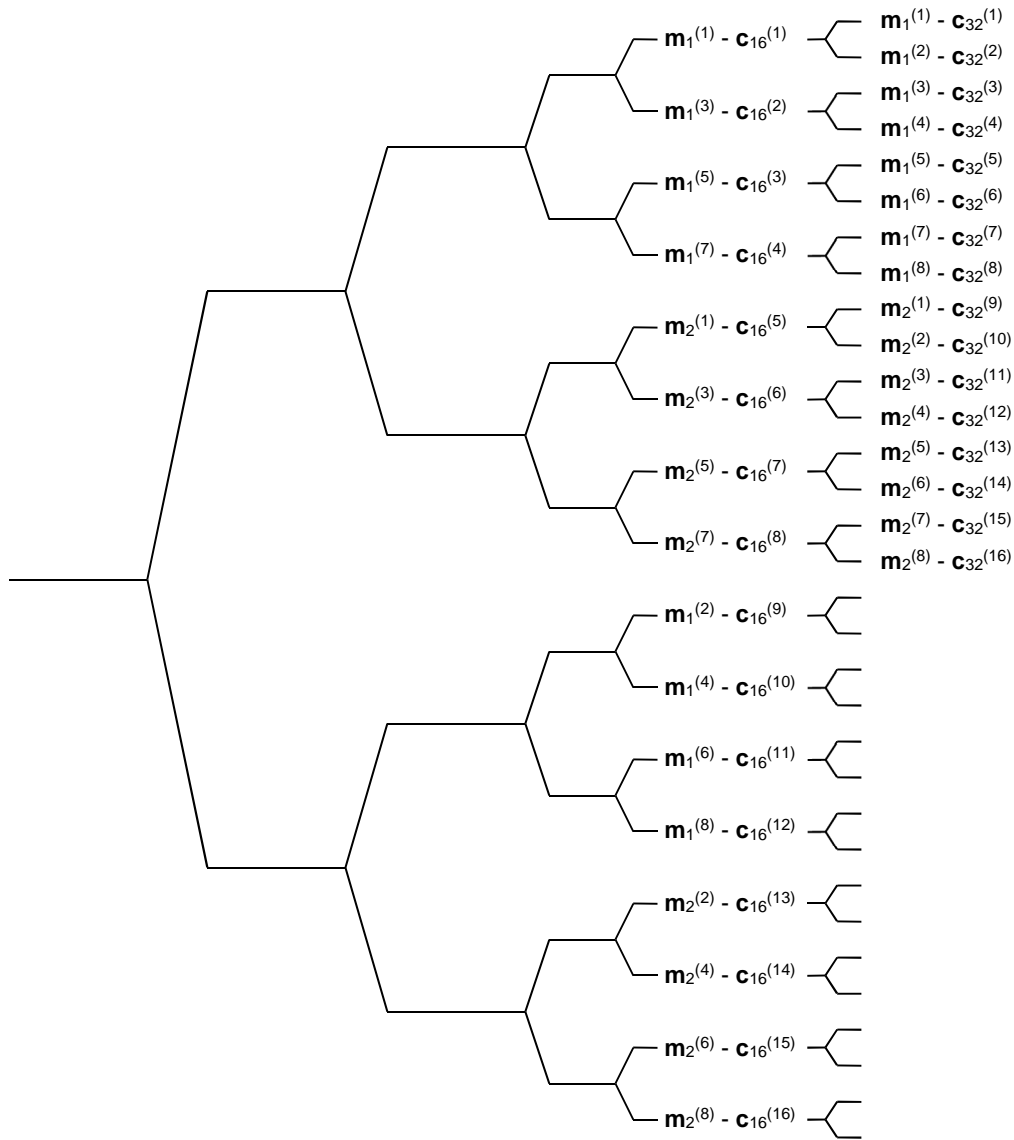 m1(1) - c16(1)
m1(3) - c16(2)
m1(5) - c16(3)
m1(7) - c16(4)
m2(1) - c16(5)
m2(3) - c16(6)
m2(5) - c16(7)
m2(7) - c16(8)
m1(2) - c16(9)
m1(4) - c16(10)
m1(6) - c16(11)
m1(8) - c16(12)
m2(2) - c16(13)
m2(4) - c16(14)
m2(6) - c16(15)
m2(8) - c16(16)
m1(1) - c32(1)
m1(2) - c32(2)
m1(3) - c32(3)
m1(4) - c32(4)
m1(5) - c32(5)
m1(6) - c32(6)
m1(7) - c32(7)
m1(8) - c32(8)
m2(1) - c32(9)
m2(2) - c32(10)
m2(3) - c32(11)
m2(4) - c32(12)
m2(5) - c32(13)
m2(6) - c32(14)
m2(7) - c32(15)
m2(8) - c32(16)